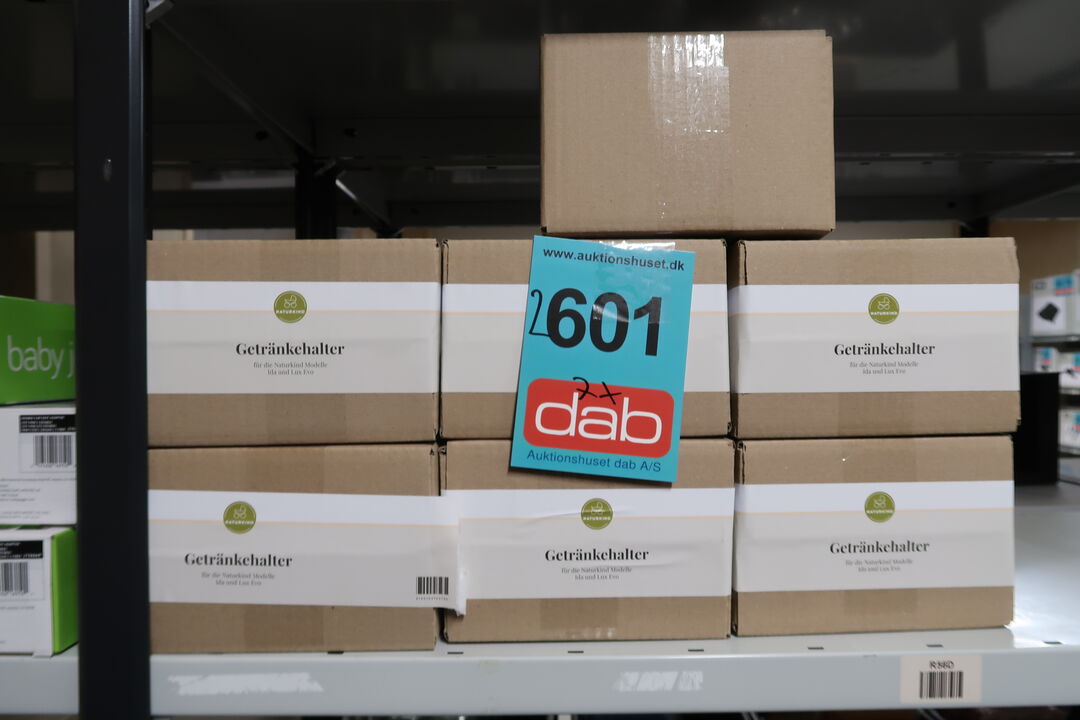 www.auktionshuset.dk
2601
7x
dab
Auktionshuset dab A/S
NATURKIND
Getränkehalter
für die Naturkind Modelle
Ida und Lux Evo
NATURKIND
Getränkehalter
für die Naturkind Modelle
Ida und Lux Evo
NATURKIND
Getränkehalter
für die Naturkind Modelle
Ida und Lux Evo
NATURKIND
Getränkehalter
für die Naturkind Modelle
Ida und Lux Evo
NATURKIND
Getränkehalter
für die Naturkind Modelle
Ida und Lux Evo
baby j